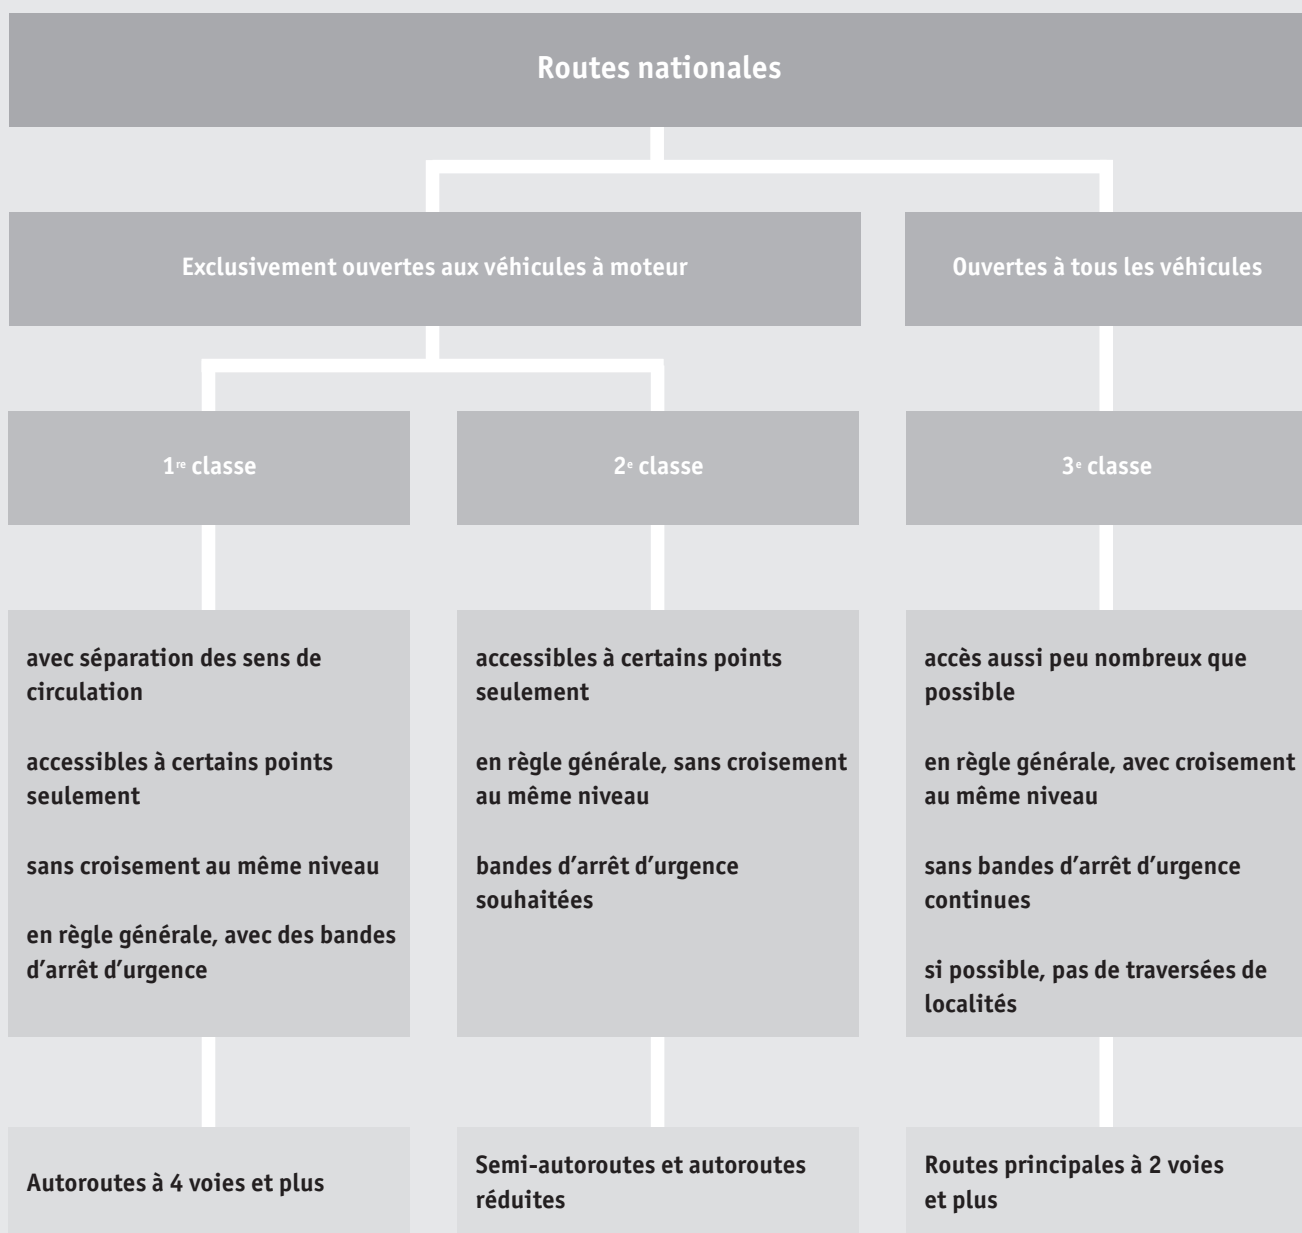 Routes nationales
Exclusivement ouvertes aux véhicules à moteur
Ouvertes à tous les véhicules
1re classe
2e classe
3e classe
avec séparation des sens de
circulation
accessibles à certains points
seulement
sans croisement au même niveau
en règle générale, avec des bandes
d’arrêt d’urgence
accessibles à certains points
seulement
en règle générale, sans croisement
au même niveau
bandes d’arrêt d’urgence
souhaitées
accès aussi peu nombreux que
possible
en règle générale, avec croisement
au même niveau
sans bandes d’arrêt d’urgence
continues
si possible, pas de traversées de
localités
Autoroutes à 4 voies et plus
Semi-autoroutes et autoroutes
réduites
Routes principales à 2 voies
et plus